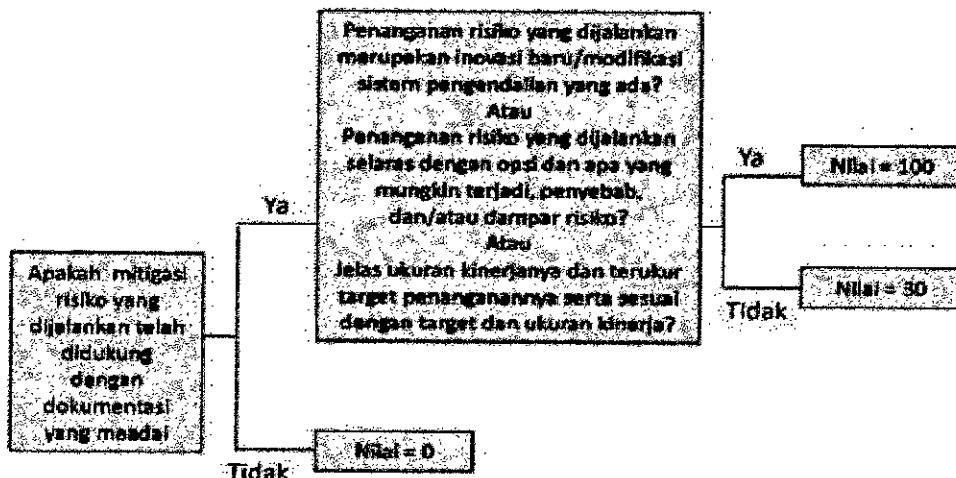 Apakah mitigasi
risiko yang
dijalankan telah
didukung
dengan
dokumentasi
yang maadai
Ya
Tidak
Nilai = 0
Penanganan risiko yang dijalankan
merupakan inovasi baru/modifikasi
sistem pengendalian yang ada?
Atau
Penanganan risiko yang dijalankan
selaras dengan opsi dan apa yang
mungkin terjadi, penyebab,
dan/atau dampar risiko?
Atau
Jelas ukuran kinerjanya dan terukur
target penanganannya serta sesuai
dengan target dan ukuran kinerja?
Ya
Nilai = 100
Tidak
Nilai = 30